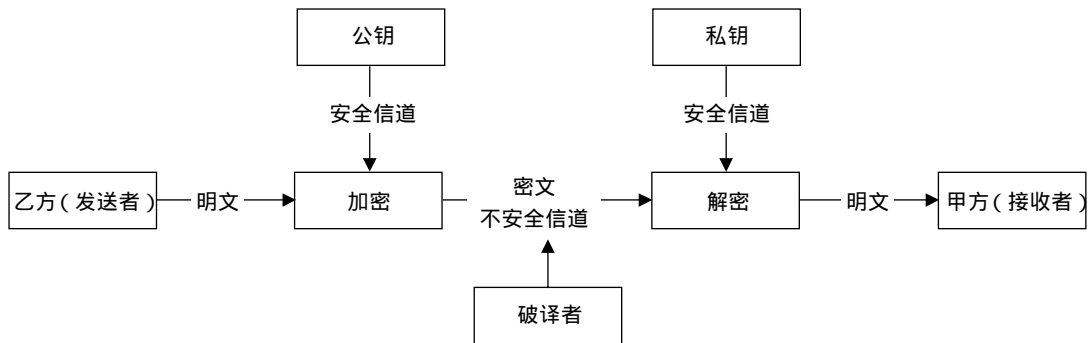 公钥
私钥
安全信道
安全信道
乙方(发送者)
明文
加密
密文
不安全信道
解密
明文
甲方(接收者)
破译者